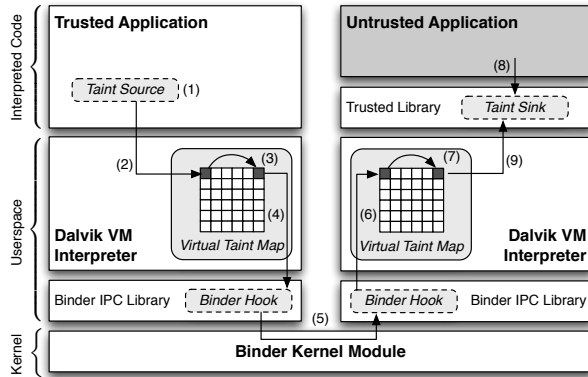 Interpreted Code
Userspace
Kernel
Trusted Application
Taint Source
(1)
(2)
(3)
(4)
Virtual Taint Map
Dalvik VM
Interpreter
Binder IPC Library
Binder Hook
(5)
Binder Kernel Module
Untrusted Application
(8)
Trusted Library
Taint Sink
(9)
(7)
(6)
Virtual Taint Map
Dalvik VM
Interpreter
Binder Hook
Binder IPC Library